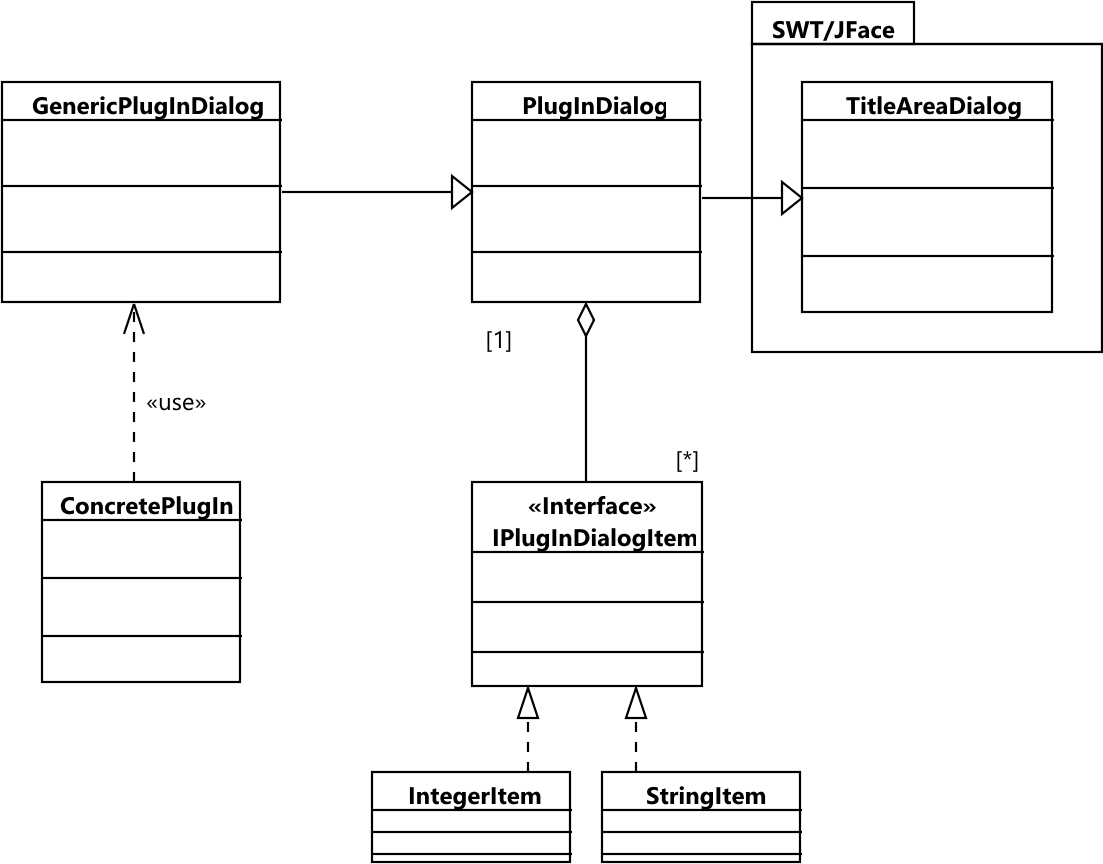 SWT/JFace
GenericPlugInDialog
PlugInDialog
TitleAreaDialog
[1]
«use»
[*]
ConcretePlugIn
«Interface»
IPlugInDialogItem
IntegerItem
StringItem